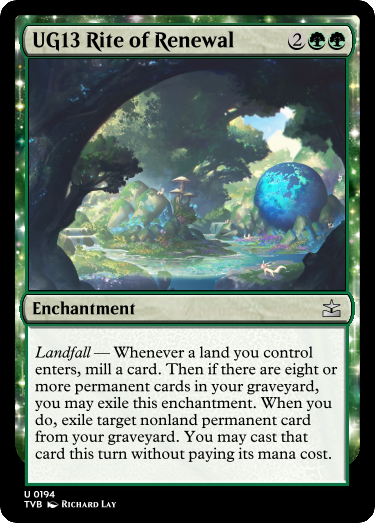 UG13 Rite of Renewal 2
Enchantment
Landfall — Whenever a land you control
enters, mill a card. Then if there are eight or
more permanent cards in your graveyard,
you may exile this enchantment. When you
do, exile target nonland permanent card
from your graveyard. You may cast that
card this turn without paying its mana cost.
U 0194
TVB Richard Lay